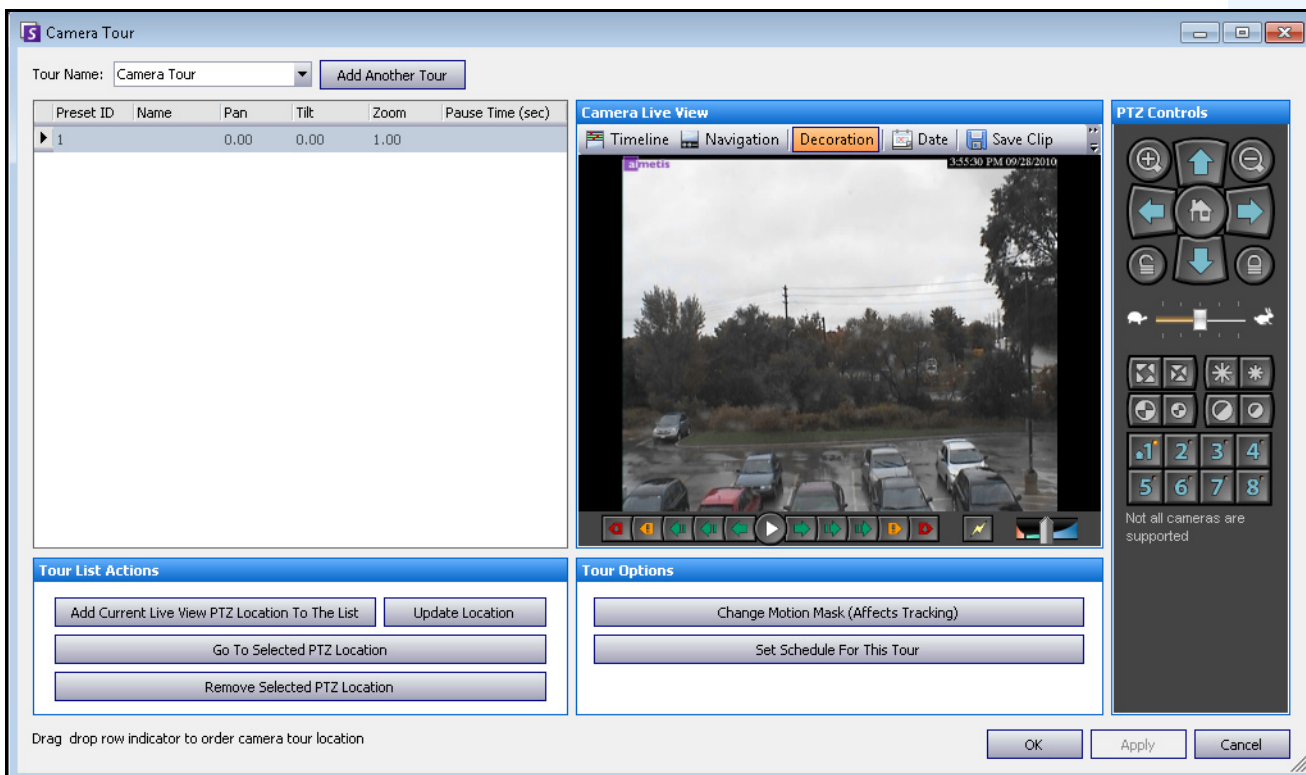 S Camera Tour
Tour Name: Camera Tour Add Another Tour
Preset ID Name Pan Tilt Zoom Pause Time (sec)
1 0.00 0.00 1.00
Camera Live View
Timeline Navigation Decoration Date Save Clip
aimetis 3:55:30 PM 09/28/2010
PTZ Controls
1 2 3 4
5 6 7 8
Not all cameras are
supported
Tour List Actions
Add Current Live View PTZ Location To The List Update Location
Go To Selected PTZ Location
Remove Selected PTZ Location
Tour Options
Change Motion Mask (Affects Tracking)
Set Schedule For This Tour
Drag drop row indicator to order camera tour location
OK Apply Cancel